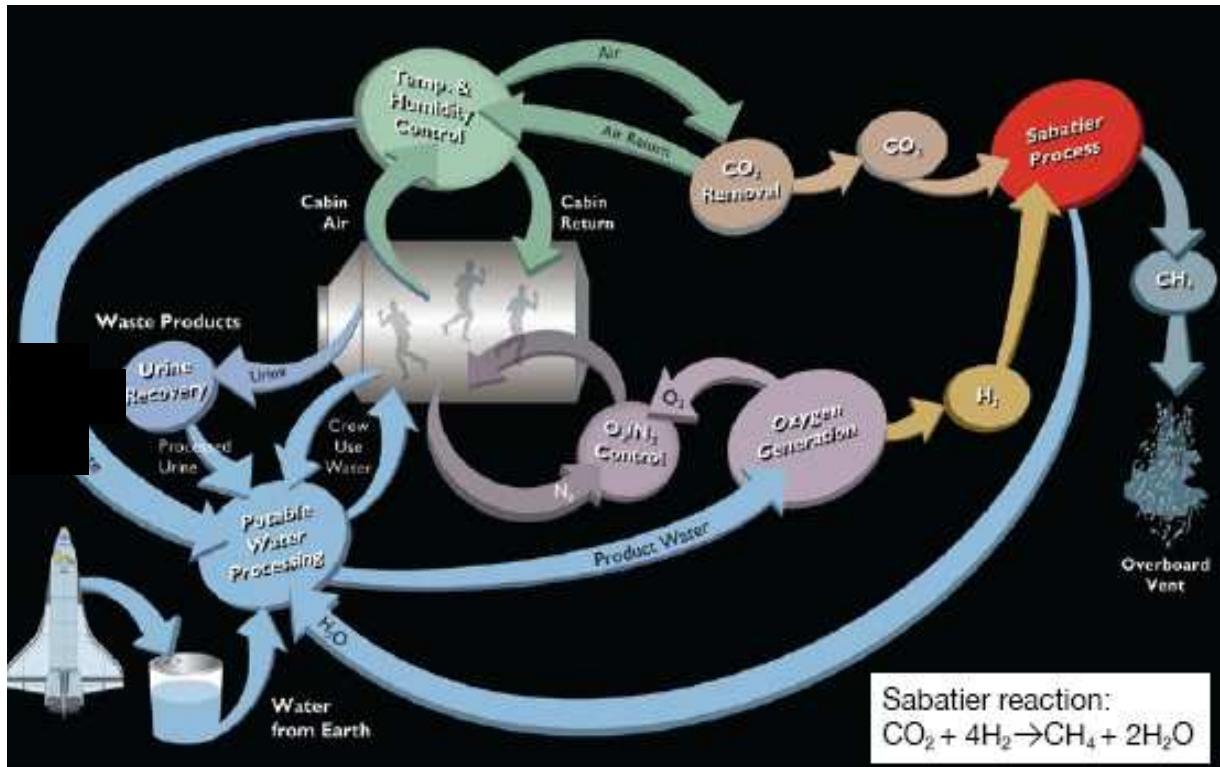 Air
Temp. &
Humidity
Control
Air Return
CO₂
Removal
CO₂
Sabatier
Process
Cabin
Air
Cabin
Return
CH₄
Waste Products
Urine
Recovery
Urine
O₂
Oxygen
Generation
H₂
O₂/N₂
Control
Crew
Use
Water
Processed
Urine
N₂
Potable
Water
Processing
Product Water
Overboard
Vent
H₂O
Water
from Earth
Sabatier reaction:
CO₂ + 4H₂→CH₄ + 2H₂O